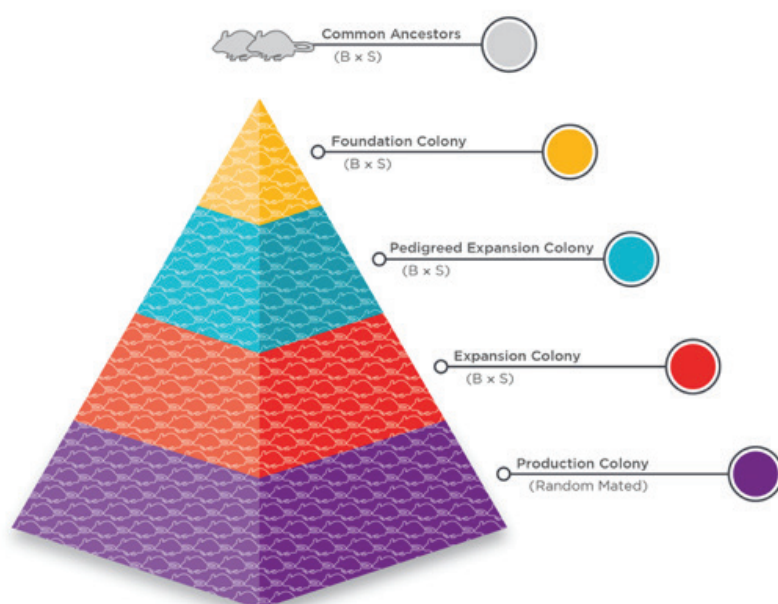 Common Ancestors
(B × S)
Foundation Colony
(B × S)
Pedigreed Expansion Colony
(B × S)
Expansion Colony
(B × S)
Production Colony
(Random Mated)